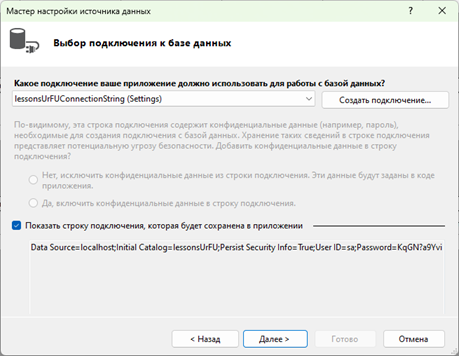 Мастер настройки источника данных
?
Выбор подключения к базе данных
Какое подключение ваше приложение должно использовать для работы с базой данных?
lessonsUrFUConnectionString (Settings)
Создать подключение...
По-видимому, эта строка подключения содержит конфиденциальные данные (например, пароль),
необходимые для создания подключения с базой данных. Хранение таких сведений в строке подключения
представляет потенциальную угрозу безопасности. Добавить конфиденциальные данные в строку
подключения?
Нет, исключить конфиденциальные данные из строки подключения. Эти данные будут заданы в коде
приложения.
Да, включить конфиденциальные данные в строку подключения.
Показать строку подключения, которая будет сохранена в приложении
Data Source=localhost;Initial Catalog=lessonsUrFU;Persist Security Info=True;User ID=sa;Password=KqGN?a9Yvi
< Назад
Далее >
Готово
Отмена